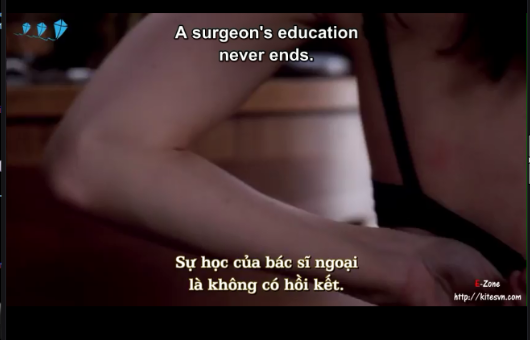 A surgeon's education
never ends.
Sự học của bác sĩ ngoại
là không có hồi kết.
E-Zone
http://kitesvn.com